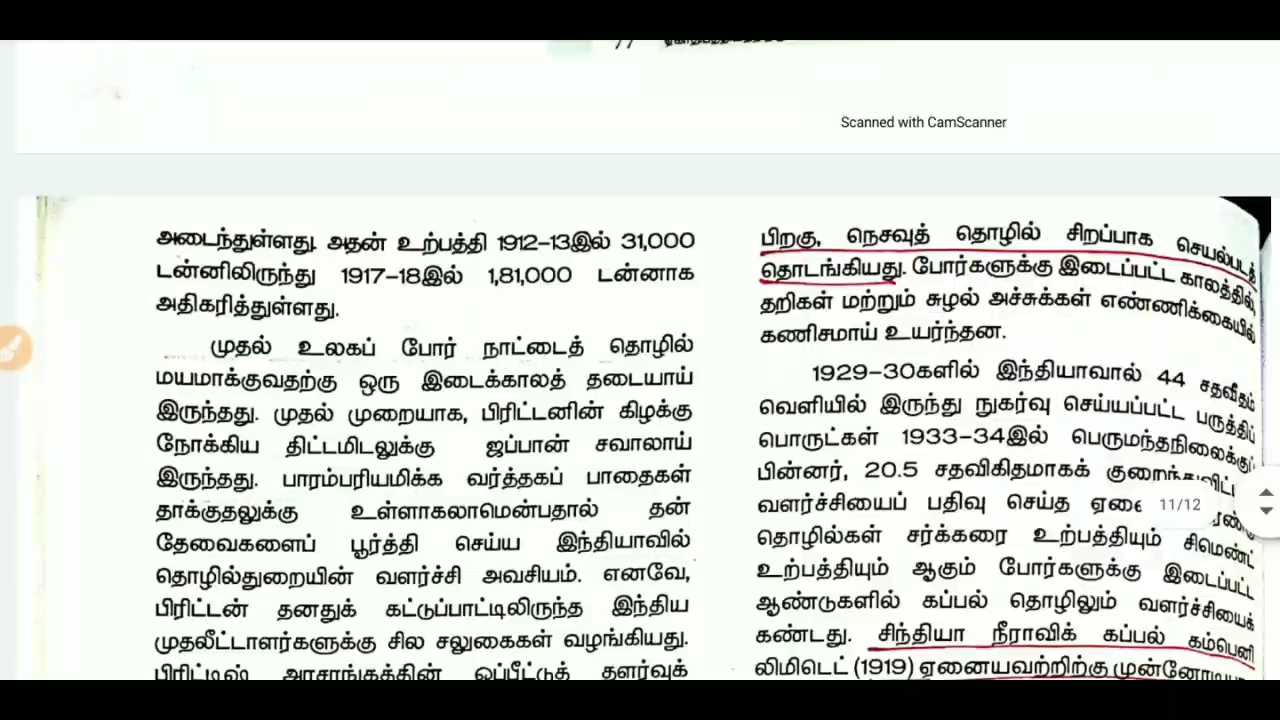 Scanned with CamScanner
அடைந்துள்ளது. அதன் உற்பத்தி 1912–13இல் 31,000
டன்னிலிருந்து 1917–18இல் 1,81,000 டன்னாக
அதிகரித்துள்ளது.
முதல் உலகப் போர் நாட்டைத் தொழில்
மயமாக்குவதற்கு ஒரு இடைக்காலத் தடையாய்
இருந்தது. முதல் முறையாக, பிரிட்டனின் கிழக்கு
நோக்கிய திட்டமிடலுக்கு ஜப்பான் சவாலாய்
இருந்தது. பாரம்பரியமிக்க வர்த்தகப் பாதைகள்
தாக்குதலுக்கு உள்ளாகலாமென்பதால் தன்
தேவைகளைப் பூர்த்தி செய்ய இந்தியாவில்
தொழில்துறையின் வளர்ச்சி அவசியம். எனவே,
பிரிட்டன் தனதுக் கட்டுப்பாட்டிலிருந்த இந்திய
முதலீட்டாளர்களுக்கு சில சலுகைகள் வழங்கியது.
பிரிட்டிஷ் அரசாங்கத்தின் ஒப்பீட்டுத் தளர்வுக்
பிறகு, நெசவுத் தொழில் சிறப்பாக செயல்படத்
தொடங்கியது. போர்களுக்கு இடைப்பட்ட காலத்தில்,
தறிகள் மற்றும் சுழல் அச்சுக்கள் எண்ணிக்கையில்
கணிசமாய் உயர்ந்தன.
1929–30களில் இந்தியாவால் 44 சதவீதம்
வெளியில் இருந்து நுகர்வு செய்யப்பட்ட பருத்திப்
பொருட்கள் 1933–34இல் பெருமந்தநிலைக்குப்
பின்னர், 20.5 சதவிகிதமாகக்
வளர்ச்சியைப் பதிவு செய்த
11/12
தொழில்கள் சர்க்கரை உற்பத்தியும் சிமெண்ட்
உற்பத்தியும் ஆகும் போர்களுக்கு இடைப்பட்ட
ஆண்டுகளில் கப்பல் தொழிலும் வளர்ச்சியைக்
கண்டது. சிந்தியா நீராவிக் கப்பல் கம்பெனி
லிமிடெட் (1919) ஏனையவற்றிற்கு